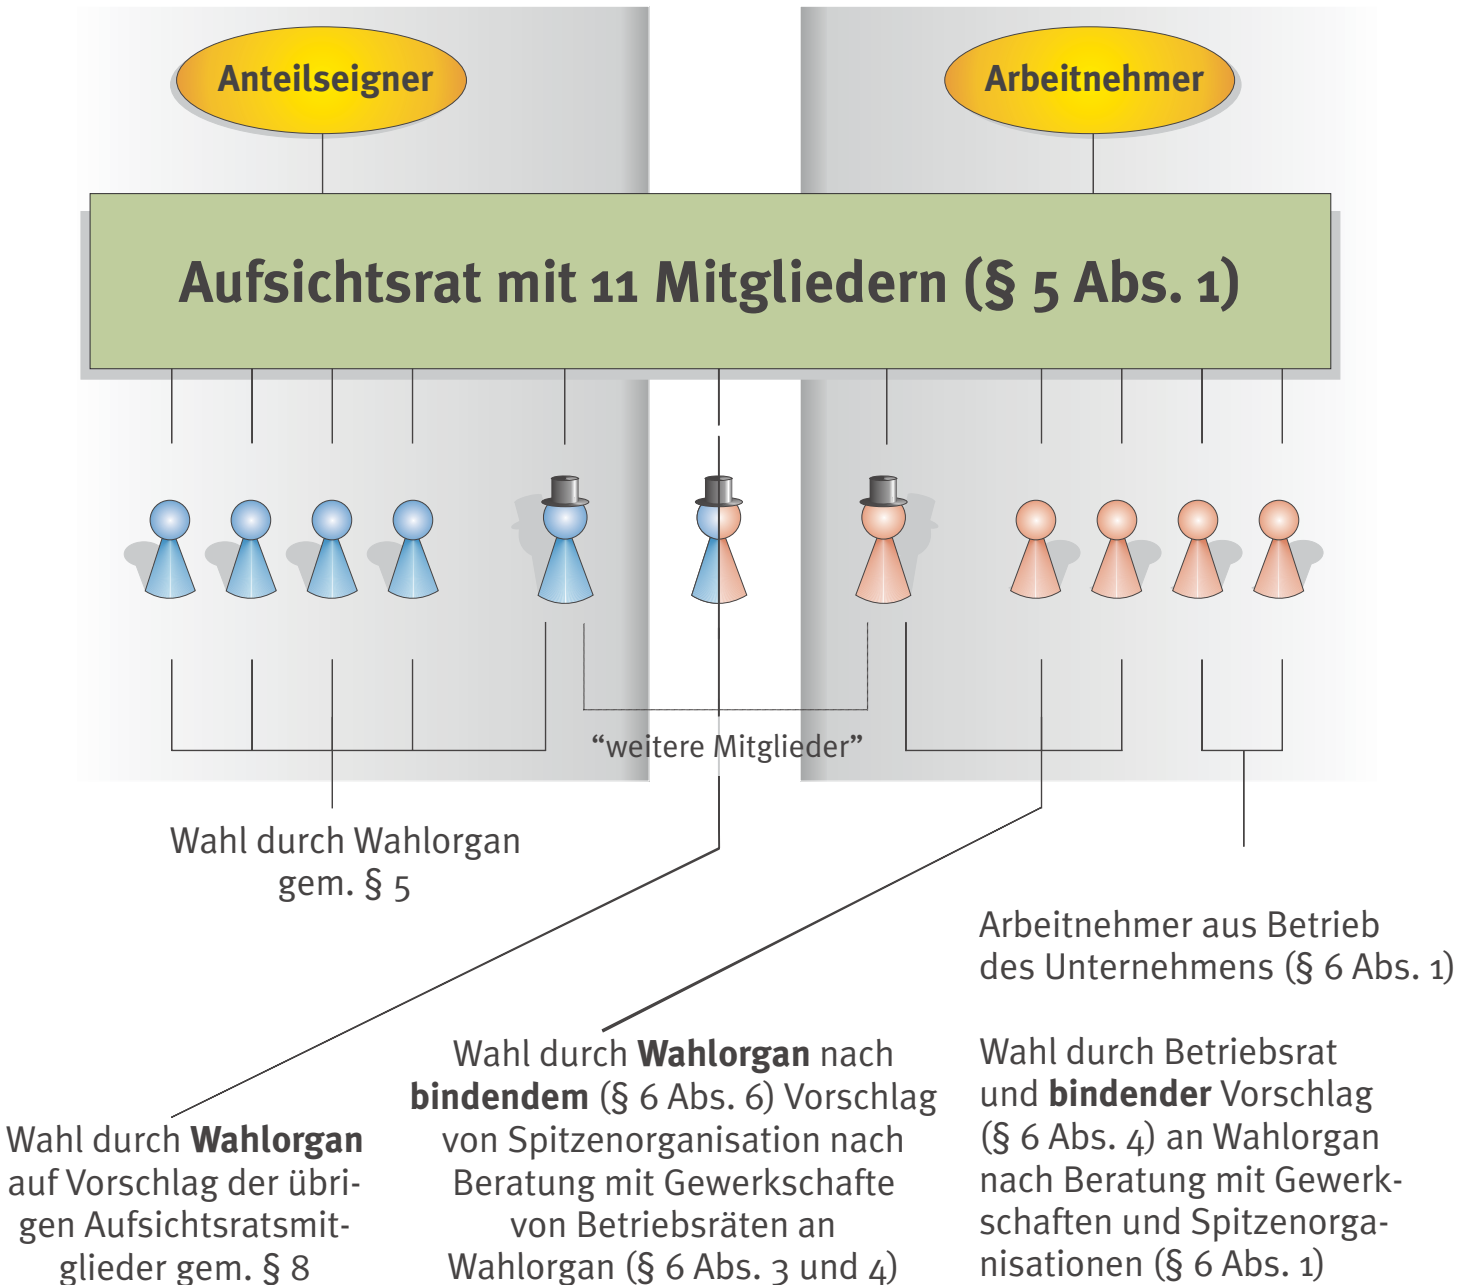 Anteilseigner
Arbeitnehmer
Aufsichtsrat mit 11 Mitgliedern (§ 5 Abs. 1)
“weitere Mitglieder”
Wahl durch Wahlorgan
gem. § 5
Wahl durch Wahlorgan
auf Vorschlag der übri-
gen Aufsichtsratsmit-
glieder gem. § 8
Wahl durch Wahlorgan nach
bindendem (§ 6 Abs. 6) Vorschlag
von Spitzenorganisation nach
Beratung mit Gewerkschafte
von Betriebsräten an
Wahlorgan (§ 6 Abs. 3 und 4)
Arbeitnehmer aus Betrieb
des Unternehmens (§ 6 Abs. 1)
Wahl durch Betriebsrat
und bindender Vorschlag
(§ 6 Abs. 4) an Wahlorgan
nach Beratung mit Gewerk-
schaften und Spitzenorga-
nisationen (§ 6 Abs. 1)